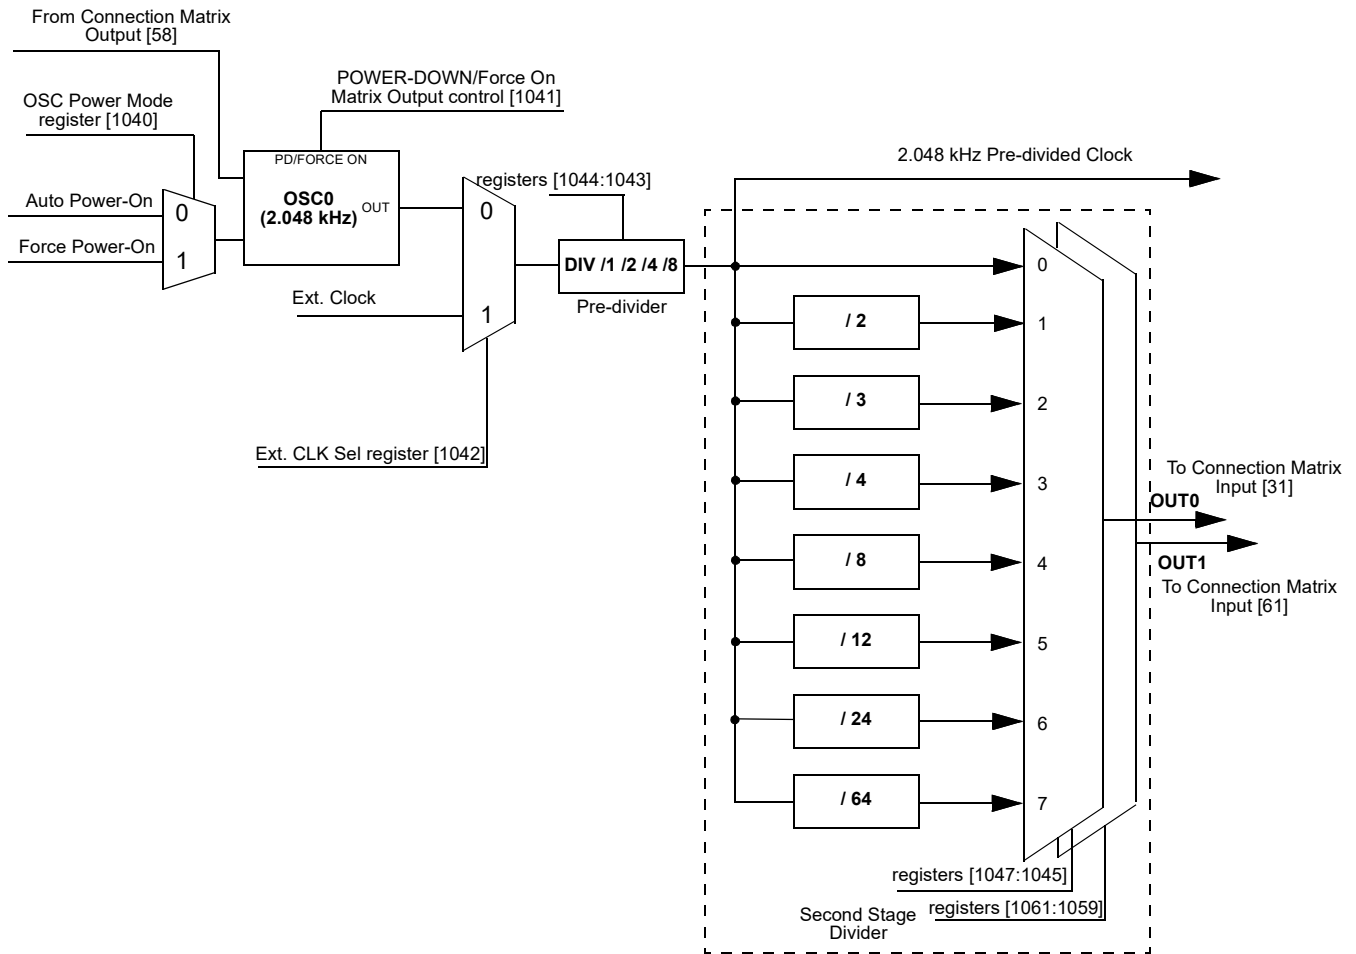 From Connection Matrix
Output [58]
POWER-DOWN/Force On
Matrix Output control [1041]
OSC Power Mode
register [1040]
PD/FORCE ON
OSC0
(2.048 kHz)
OUT
Auto Power-On
0
Force Power-On
1
0
registers [1044:1043]
2.048 kHz Pre-divided Clock
DIV /1 /2 /4 /8
Pre-divider
Ext. Clock
1
Ext. CLK Sel register [1042]
0
/ 2
1
/ 3
2
/ 4
3
/ 8
4
/ 12
5
/ 24
6
/ 64
7
To Connection Matrix
Input [31]
OUT0
OUT1
To Connection Matrix
Input [61]
registers [1047:1045]
registers [1061:1059]
Second Stage
Divider